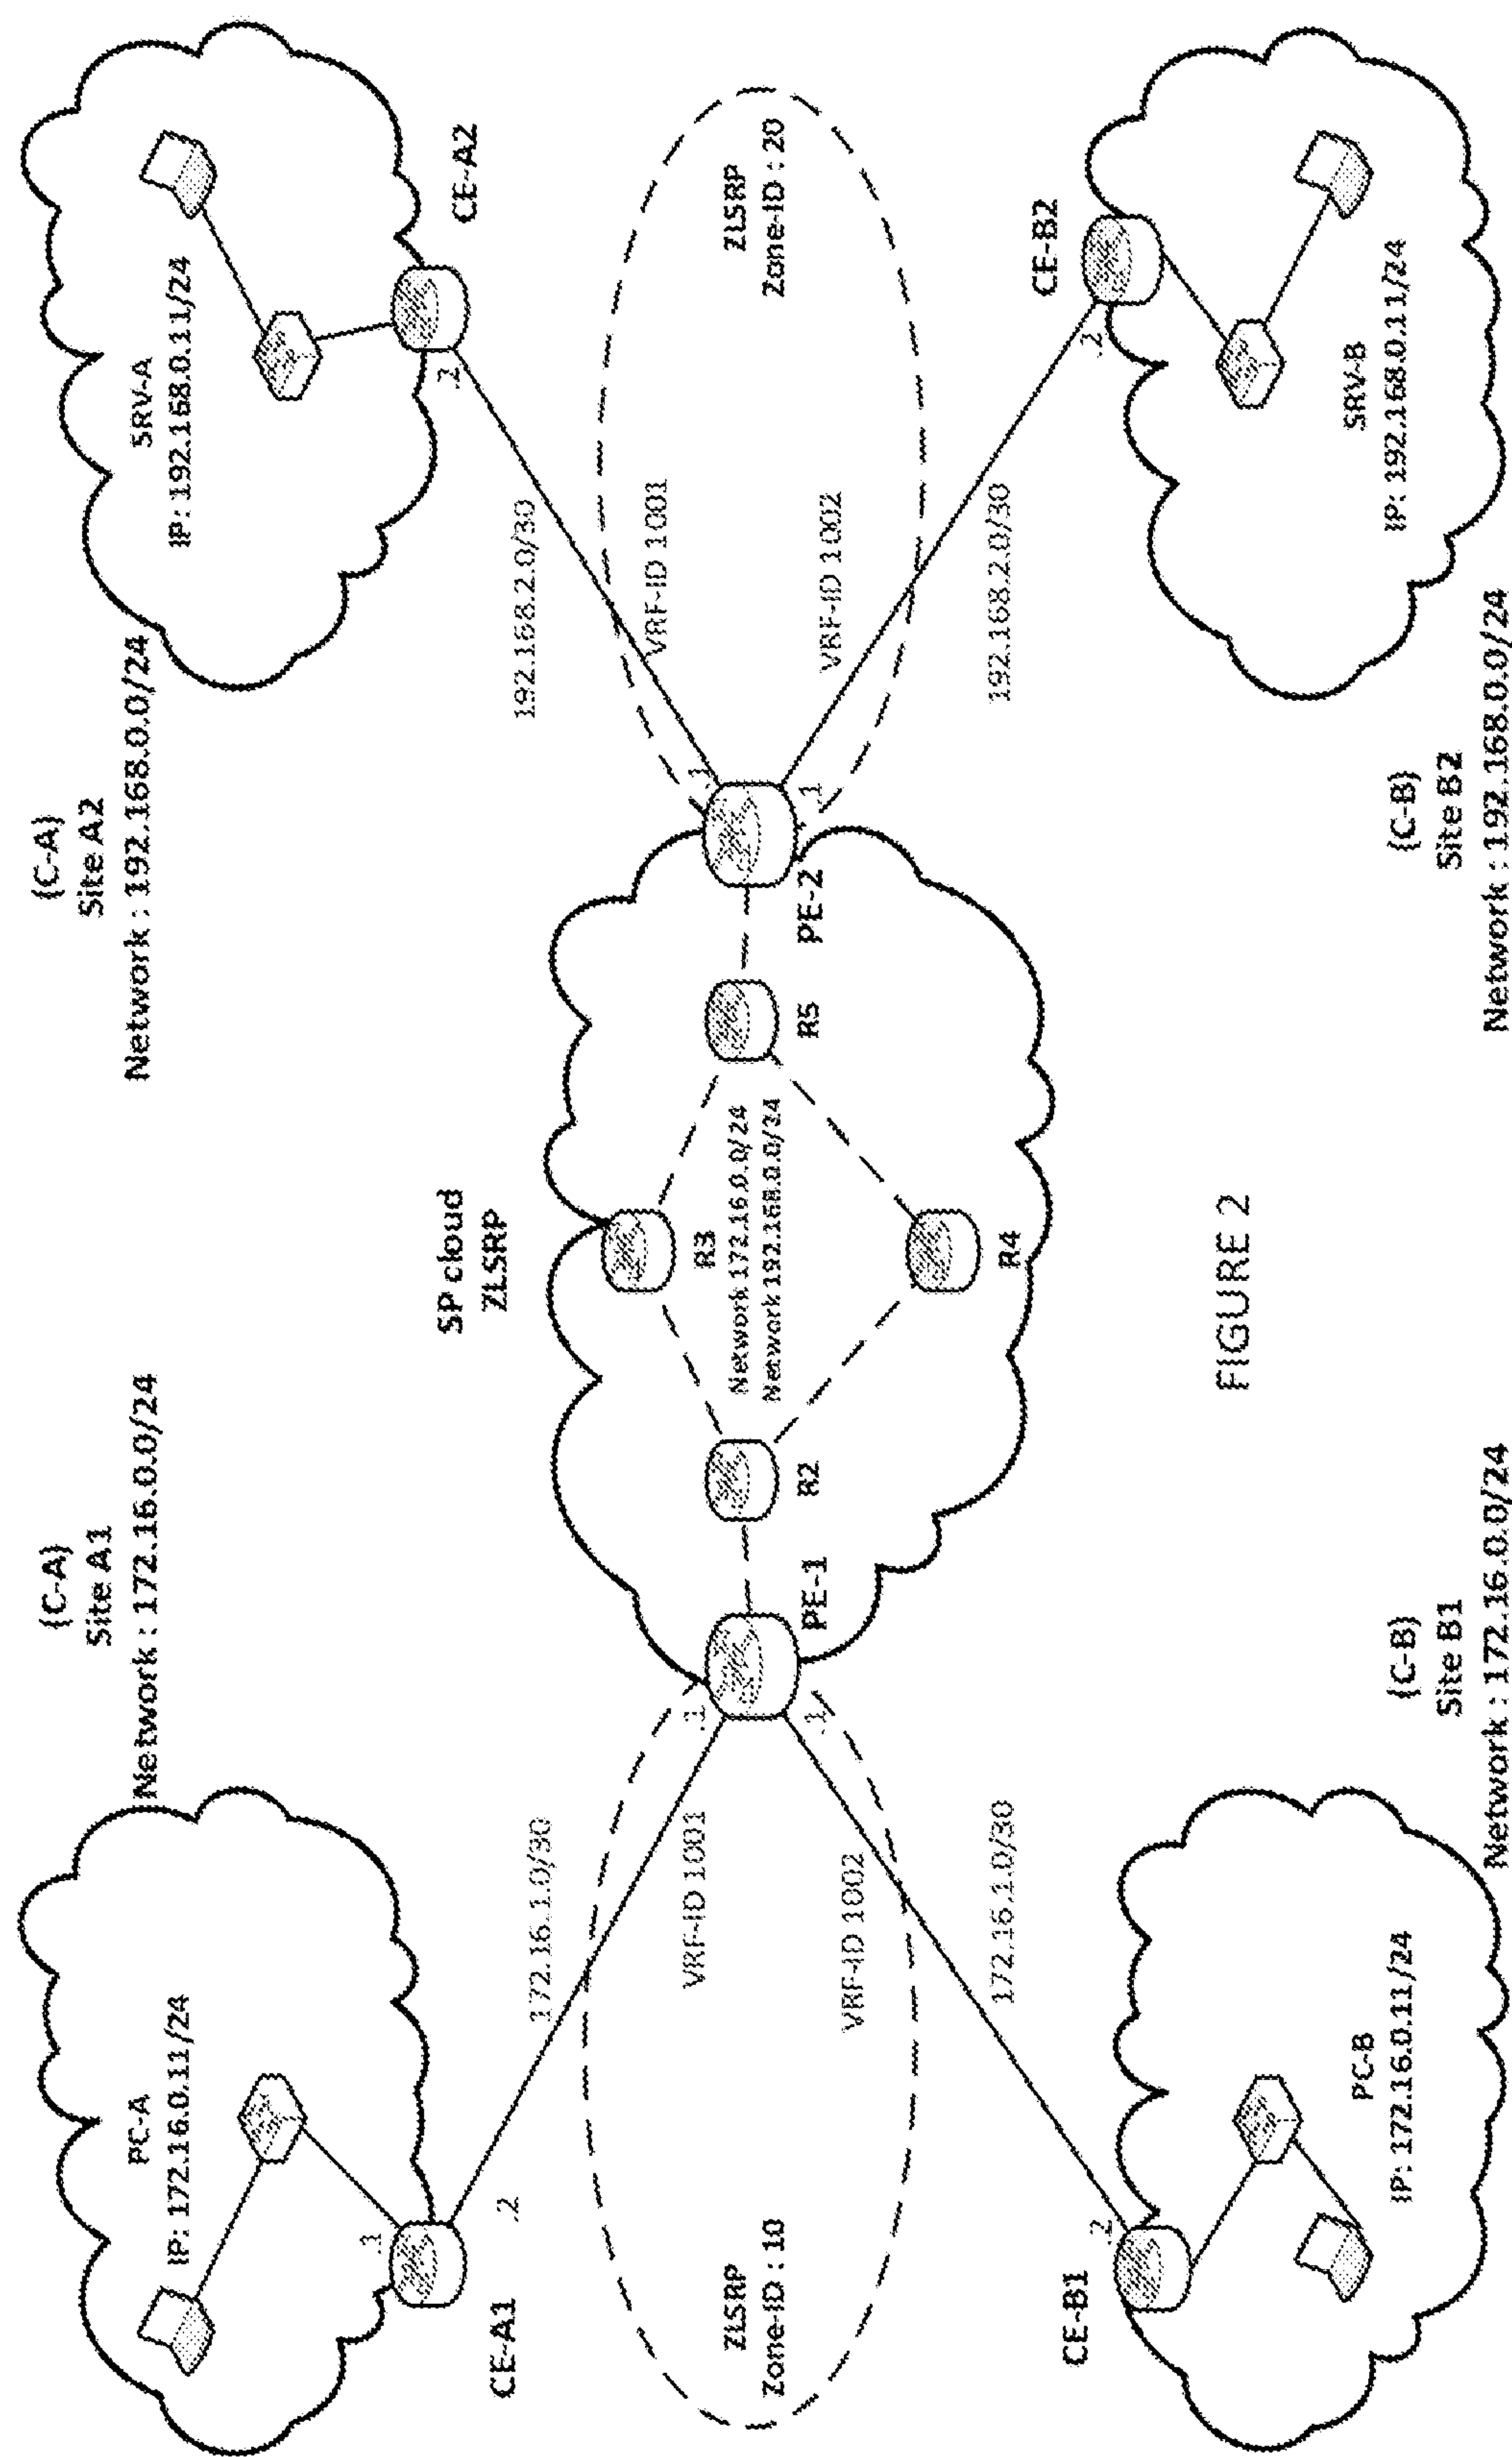 {C-A}
Site A1
Network : 172.16.0.0/24
PC-A
IP: 172.16.0.11/24
.1
CE-A1
.2
172.16.1.0/30
VRF-ID 1001
.1
ZLSRP
Zone-ID : 10
VRF-ID 1002
.1
172.16.1.0/30
CE-B1
.2
PC-B
IP: 172.16.0.11/24
{C-B}
Site B1
Network : 172.16.0.0/24
SP cloud
ZLSRP
PE-1
R2
R3
Network 172.16.0.0/24
Network 192.168.0.0/24
R4
R5
PE-2
FIGURE 2
{C-A}
Site A2
Network : 192.168.0.0/24
SRV-A
IP: 192.168.0.11/24
CE-A2
.2
192.168.2.0/30
.1
VRF-ID 1001
ZLSRP
Zone-ID : 20
VRF-ID 1002
.1
192.168.2.0/30
CE-B2
.2
SRV-B
IP: 192.168.0.11/24
{C-B}
Site B2
Network : 192.168.0.0/24